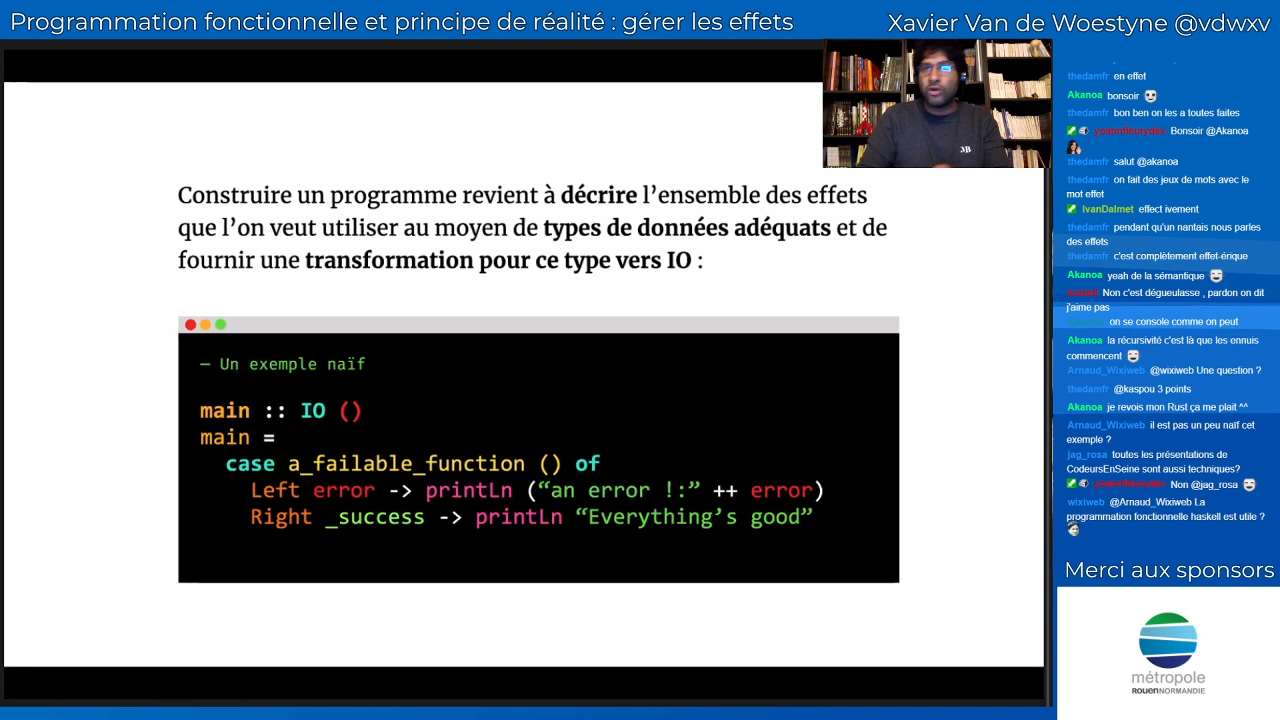 Programmation fonctionnelle et principe de réalité : gérer les effets
Xavier Van de Woestyne @vdwxv
Construire un programme revient à décrire l’ensemble des effets
que l’on veut utiliser au moyen de types de données adéquats et de
fournir une transformation pour ce type vers IO :
— Un exemple naïf
main :: IO ()
main =
case a_failable_function () of
Left error -> printLn (“an error !:” ++ error)
Right _success -> printLn “Everything’s good”
MB
thedamfr en effet
Akanoa bonsoir
thedamfr bon ben on les a toutes faites
yoannfleurydev Bonsoir @Akanoa
thedamfr salut @akanoa
thedamfr on fait des jeux de mots avec le
mot effet
IvanDalmet effect ivement
thedamfr pendant qu'un nantais nous parles
des effets
thedamfr c'est complètement effet-érique
Akanoa yeah de la sémantique
Non c'est dégueulasse , pardon on dit
j'aime pas
on se console comme on peut
Akanoa la récursivité c'est là que les ennuis
commencent
Arnaud_Wixiweb @wixiweb Une question ?
thedamfr @kaspou 3 points
Akanoa je revois mon Rust ça me plait ^^
Arnaud_Wixiweb il est pas un peu naïf cet
exemple ?
jag_rosa toutes les présentations de
CodeursEnSeine sont aussi techniques?
yoannfleurydev Non @jag_rosa
wixiweb @Arnaud_Wixiweb La
programmation fonctionnelle haskell est utile ?
Merci aux sponsors
métropole
ROUENNORMANDIE